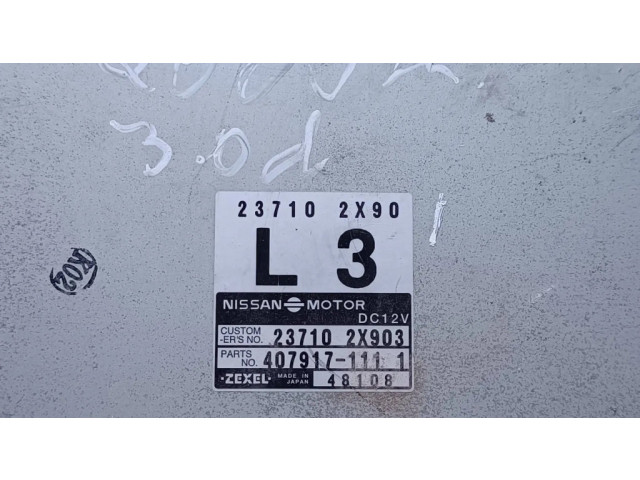 3.0d
23710 2X90
L 3
NISSAN MOTOR
DC12V
CUSTOM
-ER'S NO. 23710 2X903
PARTS
NO. 407917-111 1
·ZEXEL· MADE IN
JAPAN 48108
K02